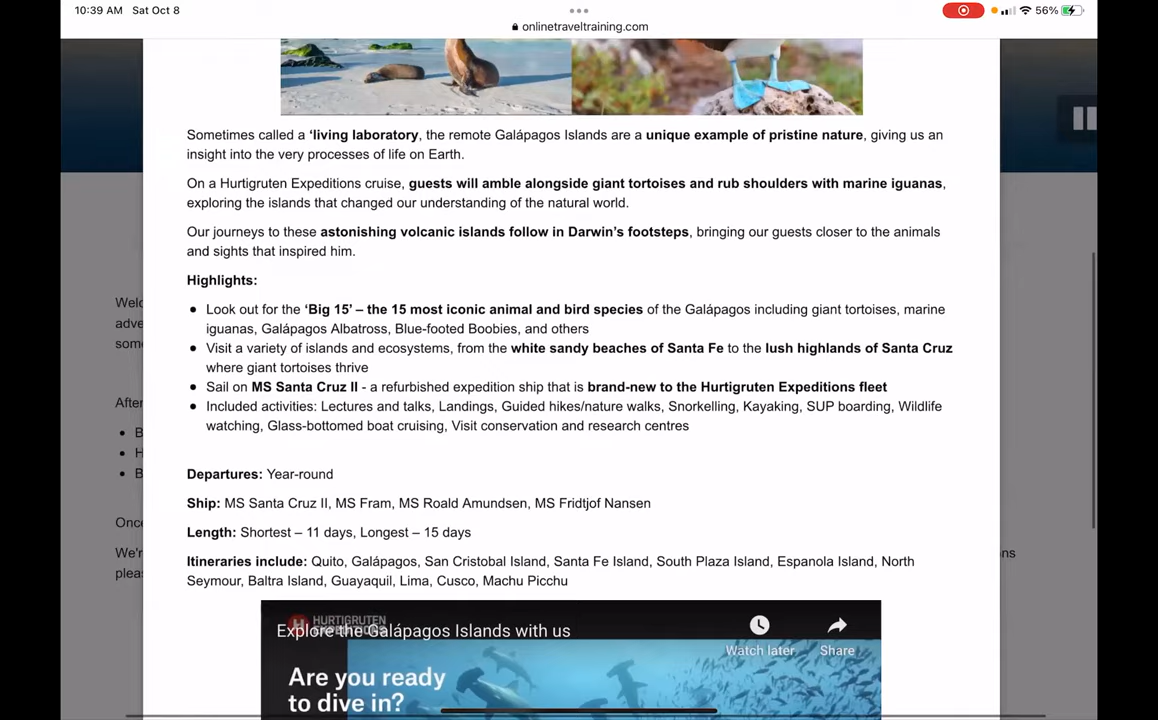 10:39 AM Sat Oct 8
56%
onlinetraveltraining.com
Sometimes called a ‘living laboratory, the remote Galápagos Islands are a unique example of pristine nature, giving us an
insight into the very processes of life on Earth.
On a Hurtigruten Expeditions cruise, guests will amble alongside giant tortoises and rub shoulders with marine iguanas,
exploring the islands that changed our understanding of the natural world.
Our journeys to these astonishing volcanic islands follow in Darwin’s footsteps, bringing our guests closer to the animals
and sights that inspired him.
Highlights:
Welc
● Look out for the ‘Big 15’ – the 15 most iconic animal and bird species of the Galápagos including giant tortoises, marine
adve
iguanas, Galápagos Albatross, Blue-footed Boobies, and others
som
● Visit a variety of islands and ecosystems, from the white sandy beaches of Santa Fe to the lush highlands of Santa Cruz
where giant tortoises thrive
● Sail on MS Santa Cruz II - a refurbished expedition ship that is brand-new to the Hurtigruten Expeditions fleet
After
● Included activities: Lectures and talks, Landings, Guided hikes/nature walks, Snorkelling, Kayaking, SUP boarding, Wildlife
watching, Glass-bottomed boat cruising, Visit conservation and research centres
• B
• H
• B
Departures: Year-round
Ship: MS Santa Cruz II, MS Fram, MS Roald Amundsen, MS Fridtjof Nansen
Once
Length: Shortest – 11 days, Longest – 15 days
We're
ns
Itineraries include: Quito, Galápagos, San Cristobal Island, Santa Fe Island, South Plaza Island, Espanola Island, North
pleas
Seymour, Baltra Island, Guayaquil, Lima, Cusco, Machu Picchu
HURTIGRUTEN
Explore the Galápagos Islands with us
Watch later
Share
Are you ready
to dive in?